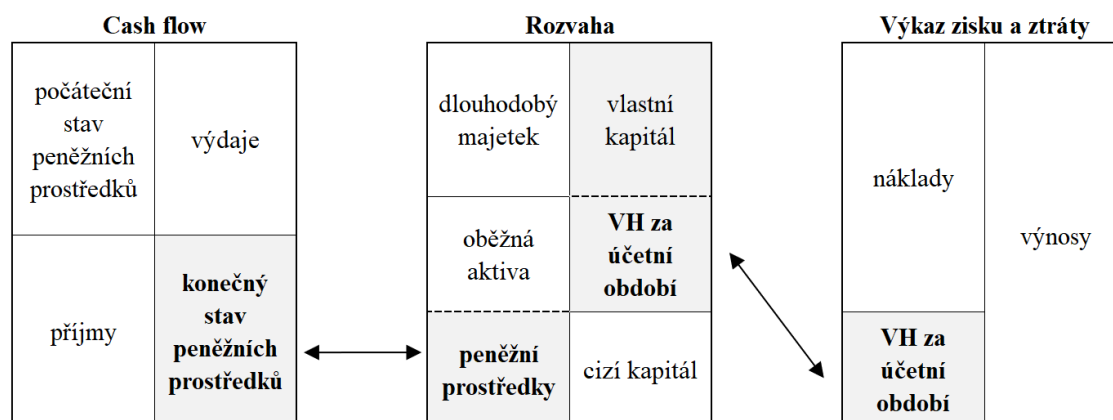 Cash flow
počáteční
stav
peněžních
prostředků
výdaje
příjmy
konečný
stav
peněžních
prostředků
Rozvaha
dlouhodobý
majetek
vlastní
kapitál
oběžná
aktiva
VH za
účetní
období
peněžní
prostředky
cizí kapitál
Výkaz zisku a ztráty
náklady
výnosy
VH za
účetní
období